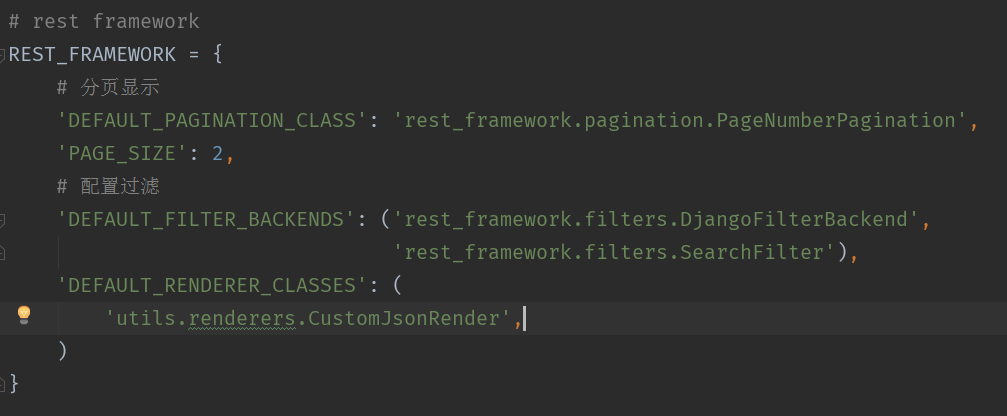 # rest framework
REST_FRAMEWORK = {
    # 分页显示
    'DEFAULT_PAGINATION_CLASS': 'rest_framework.pagination.PageNumberPagination',
    'PAGE_SIZE': 2,
    # 配置过滤
    'DEFAULT_FILTER_BACKENDS': ('rest_framework.filters.DjangoFilterBackend',
                                'rest_framework.filters.SearchFilter'),
    'DEFAULT_RENDERER_CLASSES': (
        'utils.renderers.CustomJsonRender',
    )
}